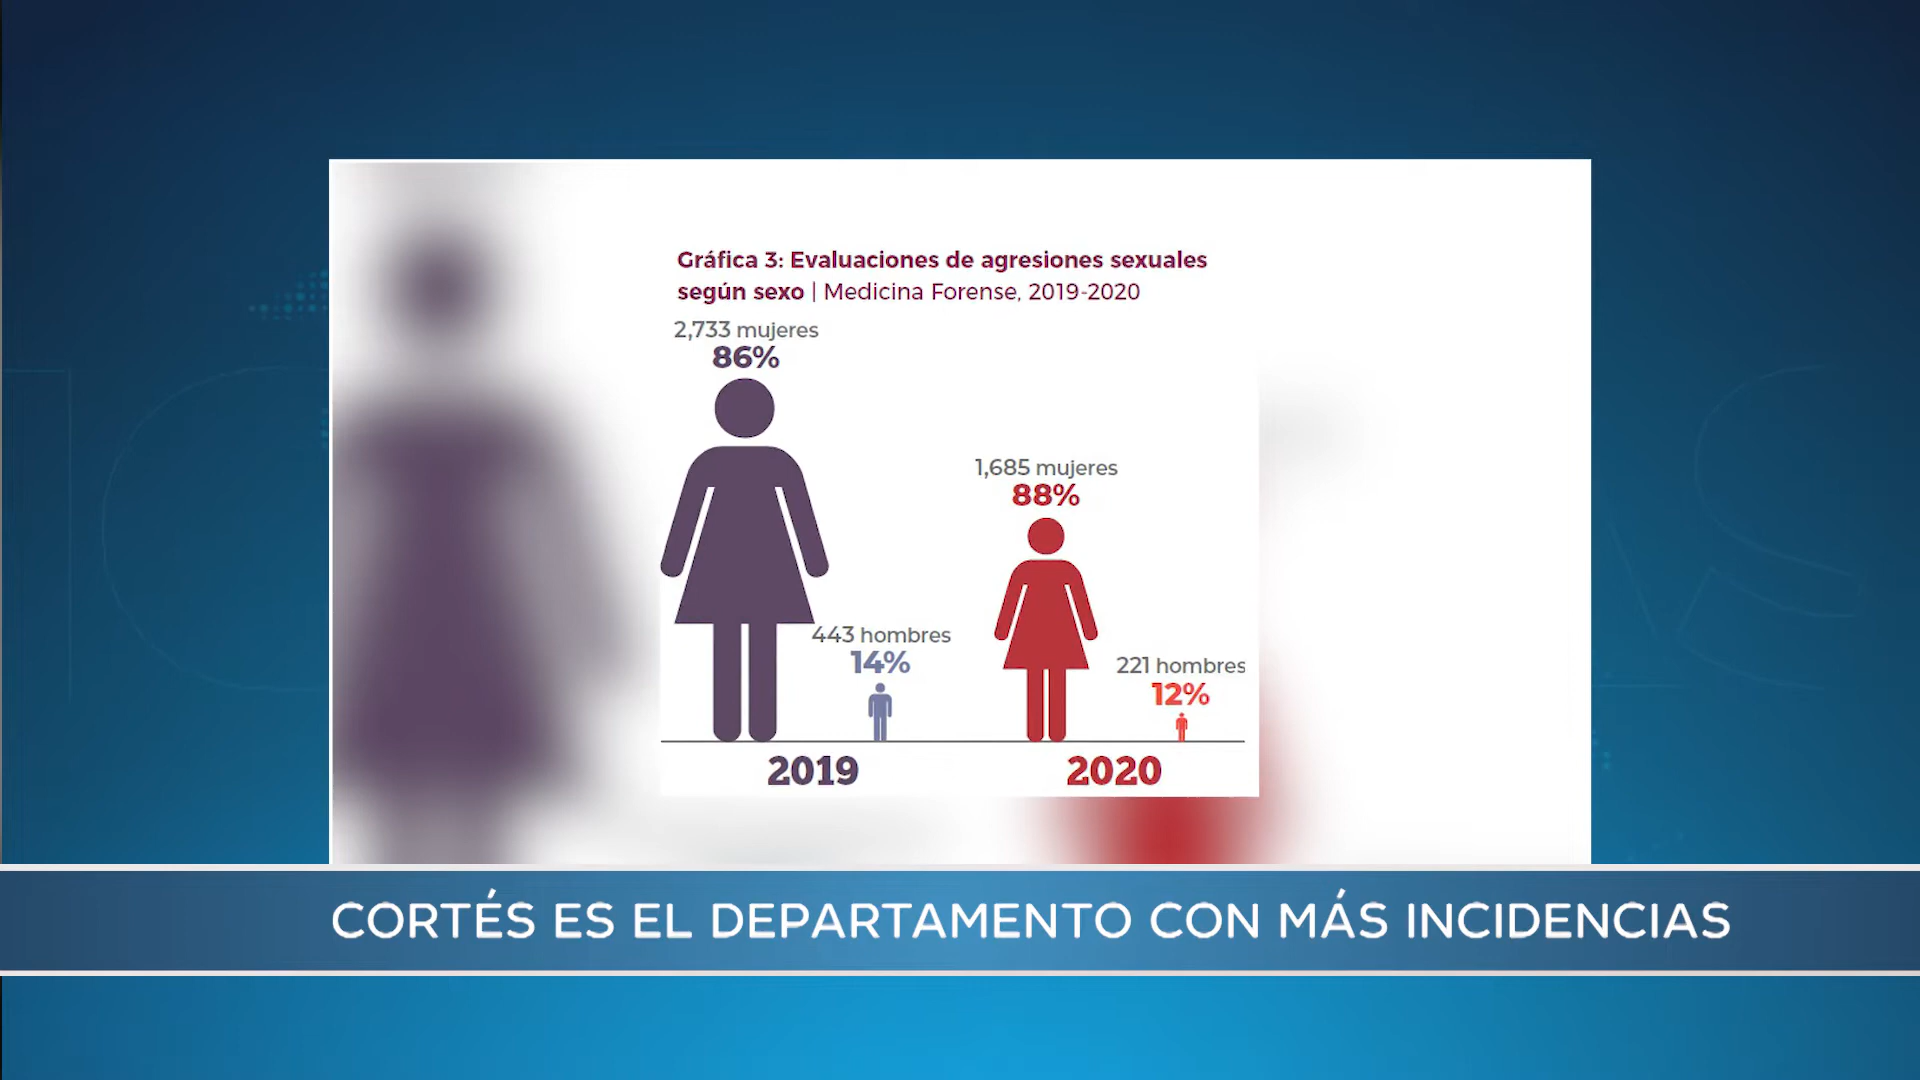 Gráfica 3: Evaluaciones de agresiones sexuales
según sexo | Medicina Forense, 2019-2020
2,733 mujeres
86%
1,685 mujeres
88%
443 hombres
14%
221 hombres
12%
2019
2020
CORTÉS ES EL DEPARTAMENTO CON MÁS INCIDENCIAS